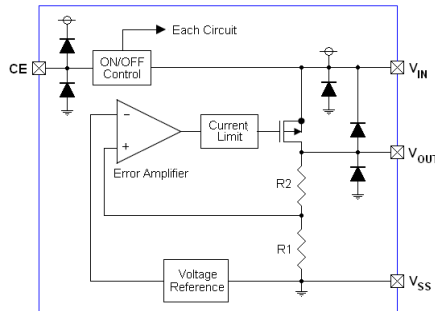 Each Circuit
CE
ON/OFF
Control
VIN
−
+
Current
Limit
Error Amplifier
VOUT
R2
R1
Voltage
Reference
VSS